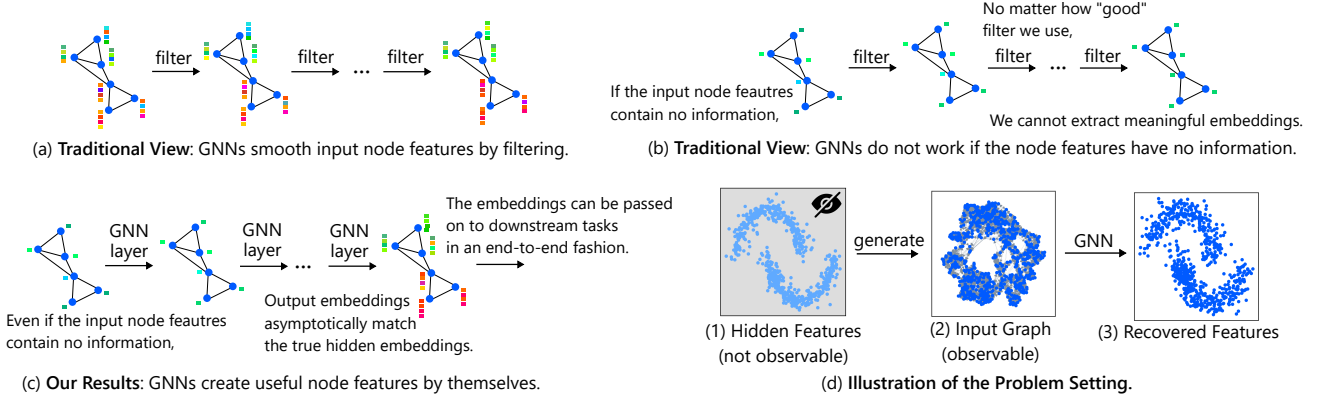 filter
filter
...
filter
(a) Traditional View: GNNs smooth input node features by filtering.
No matter how "good"
filter we use,
filter
filter
...
filter
If the input node feautres
contain no information,
We cannot extract meaningful embeddings.
(b) Traditional View: GNNs do not work if the node features have no information.
GNN
layer
GNN
layer
...
GNN
layer
The embeddings can be passed
on to downstream tasks
in an end-to-end fashion.
Even if the input node feautres
contain no information,
Output embeddings
asymptotically match
the true hidden embeddings.
(c) Our Results: GNNs create useful node features by themselves.
generate
GNN
(1) Hidden Features
(not observable)
(2) Input Graph
(observable)
(3) Recovered Features
(d) Illustration of the Problem Setting.